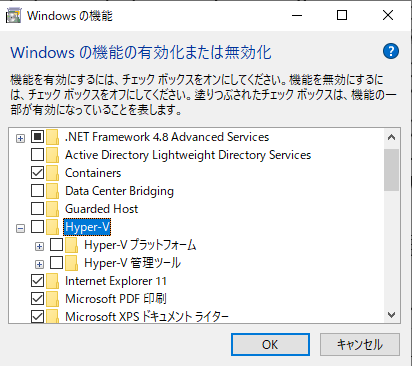 Windows の機能
Windows の機能の有効化または無効化
機能を有効にするには、チェック ボックスをオンにしてください。機能を無効にするに
は、チェック ボックスをオフにしてください。塗りつぶされたチェック ボックスは、機能の一
部が有効になっていることを表します。
.NET Framework 4.8 Advanced Services
Active Directory Lightweight Directory Services
Containers
Data Center Bridging
Guarded Host
Hyper-V
Hyper-V プラットフォーム
Hyper-V 管理ツール
Internet Explorer 11
Microsoft PDF 印刷
Microsoft XPS ドキュメント ライター
OK
キャンセル